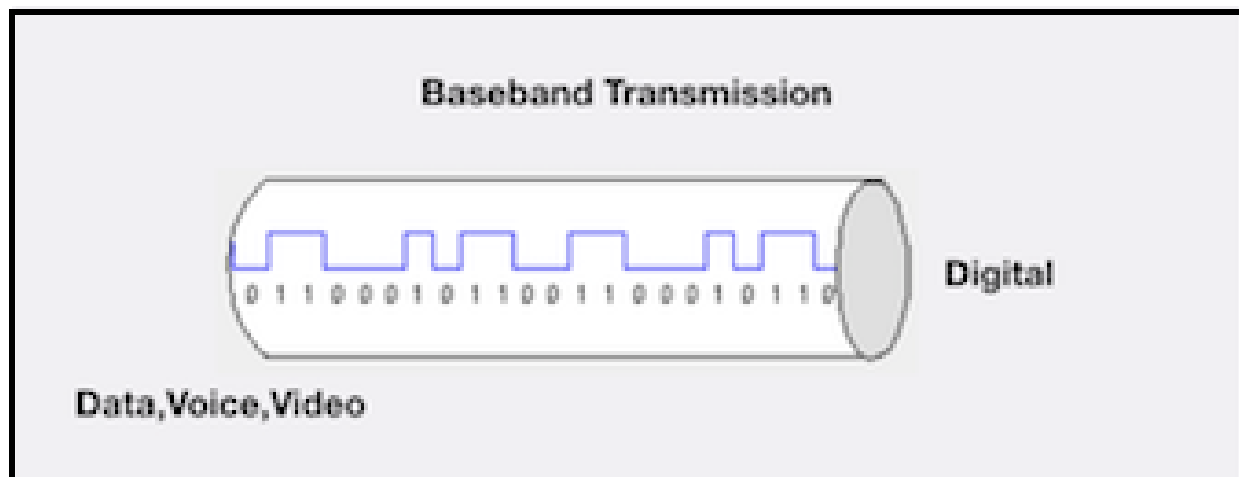 Baseband Transmission
0 1 1 0 0 0 1 0 1 1 0 0 1 1 0 0 0 1 0 1 1 0
Digital
Data,Voice,Video